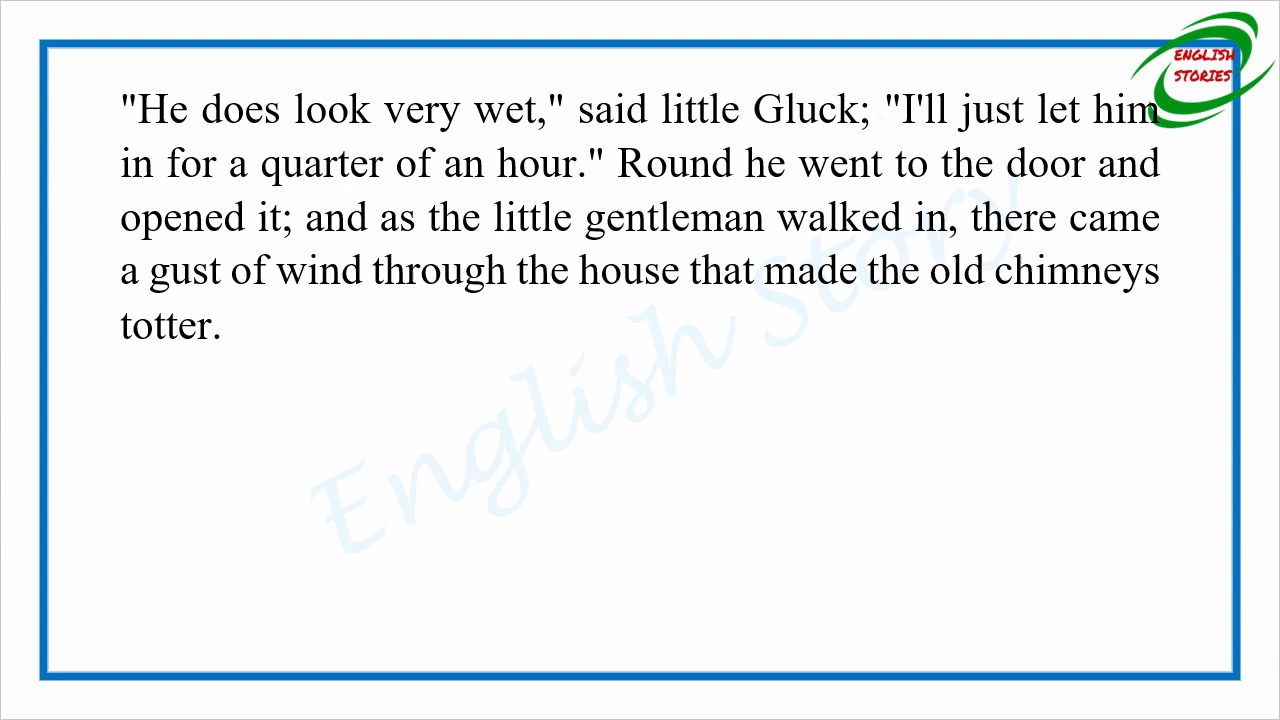 ENGLISH
STORIES
"He does look very wet," said little Gluck; "I'll just let him
in for a quarter of an hour." Round he went to the door and
opened it; and as the little gentleman walked in, there came
a gust of wind through the house that made the old chimneys
totter.
English Story